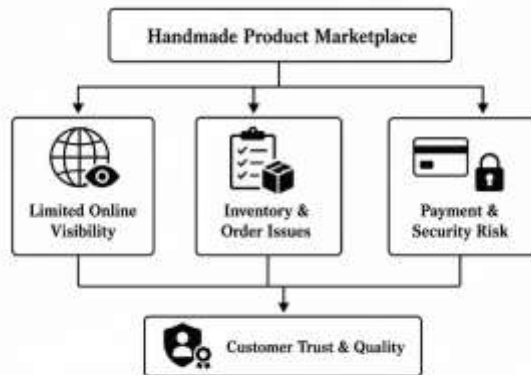 Handmade Product Marketplace
Limited Online
Visibility
Inventory &
Order Issues
Payment &
Security Risk
Customer Trust & Quality